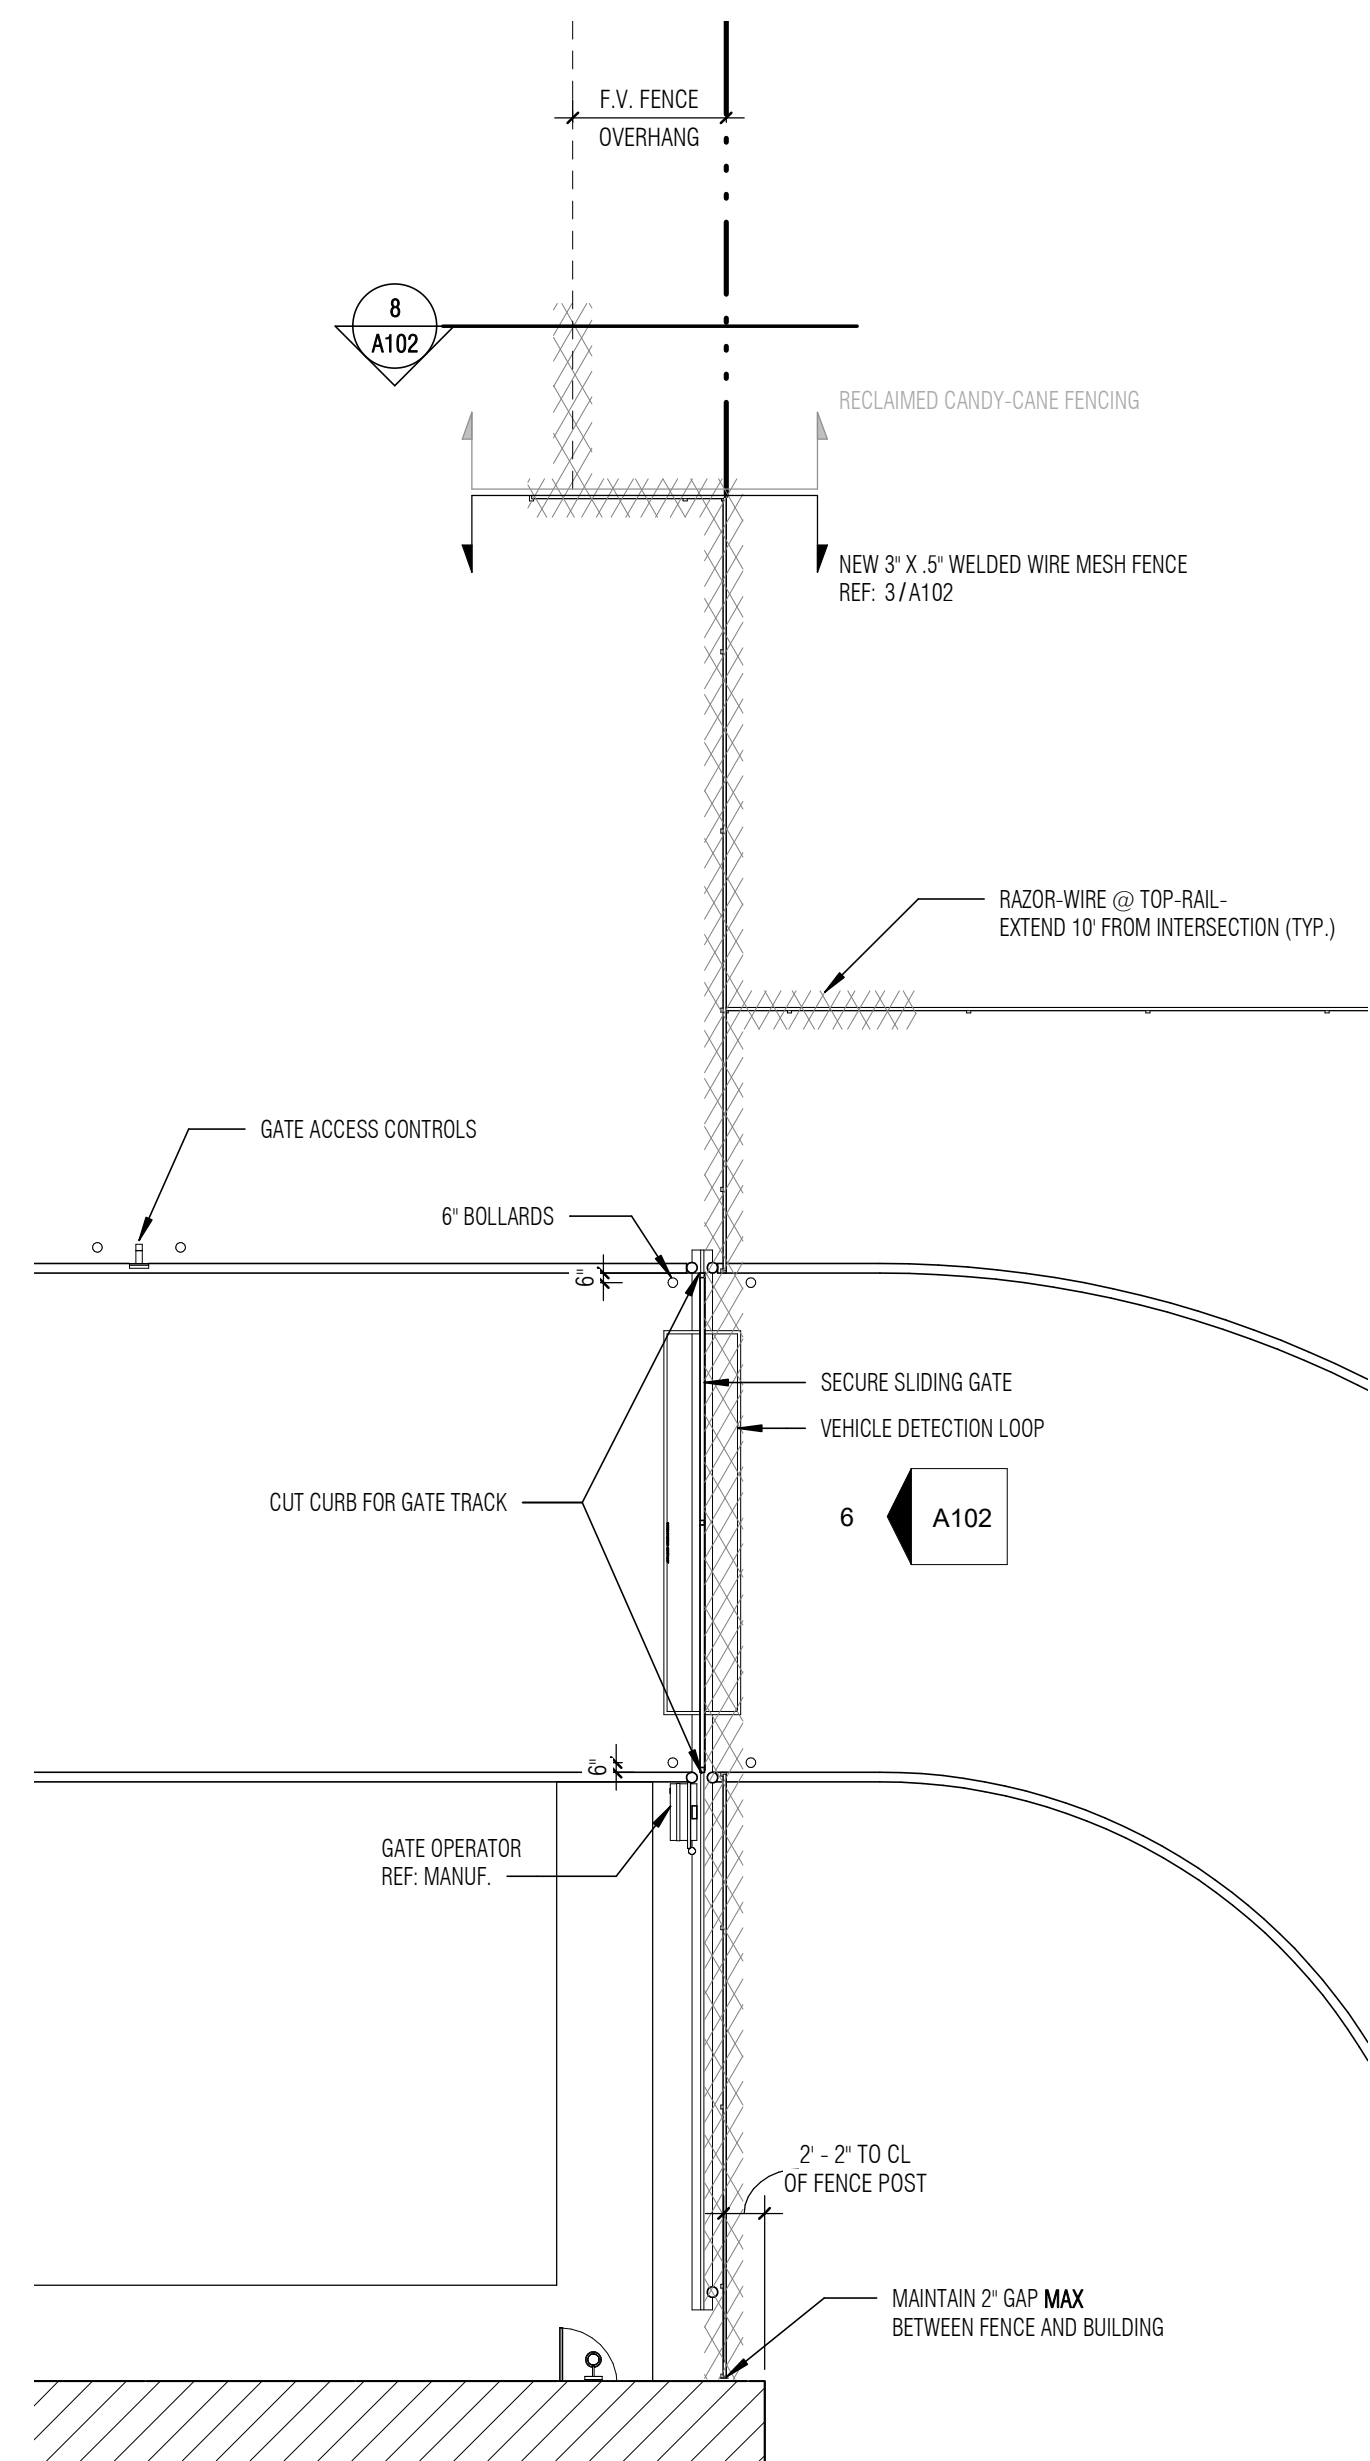 F.V. FENCE
OVERHANG
8
A102
RECLAIMED CANDY-CANE FENCING
NEW 3" X .5" WELDED WIRE MESH FENCE
REF: 3/A102
RAZOR-WIRE @ TOP-RAIL-
EXTEND 10' FROM INTERSECTION (TYP.)
GATE ACCESS CONTROLS
6" BOLLARDS
6"
SECURE SLIDING GATE
VEHICLE DETECTION LOOP
CUT CURB FOR GATE TRACK
6
A102
6"
GATE OPERATOR
REF: MANUF.
2' - 2" TO CL
OF FENCE POST
MAINTAIN 2" GAP MAX
BETWEEN FENCE AND BUILDING